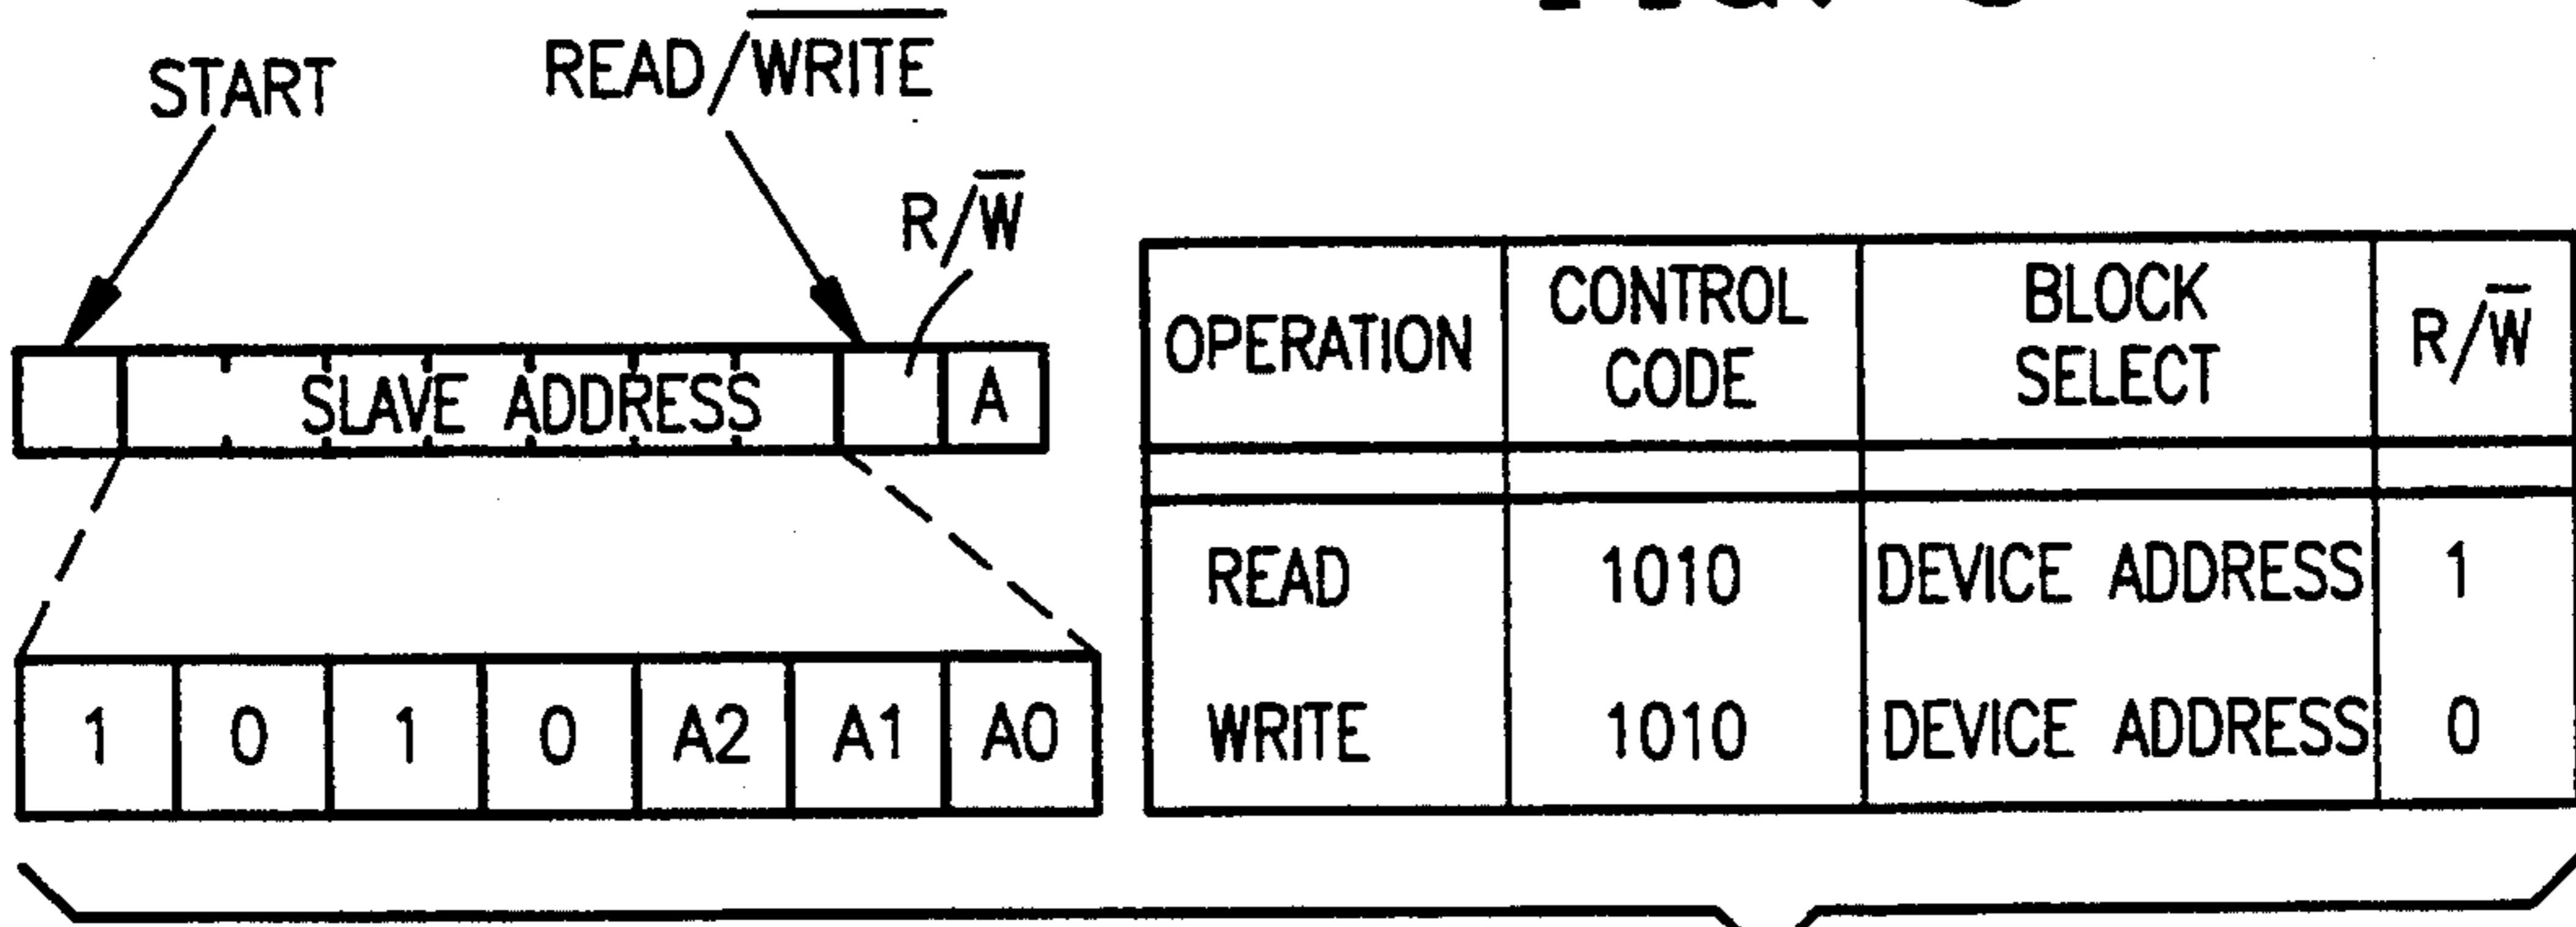 START
READ/W̅R̅I̅T̅E̅
R/W̅
SLAVE ADDRESS
A
1 0 1 0 A2 A1 A0
OPERATION
CONTROL
CODE
BLOCK
SELECT
R/W̅
READ 1010 DEVICE ADDRESS 1
WRITE 1010 DEVICE ADDRESS 0